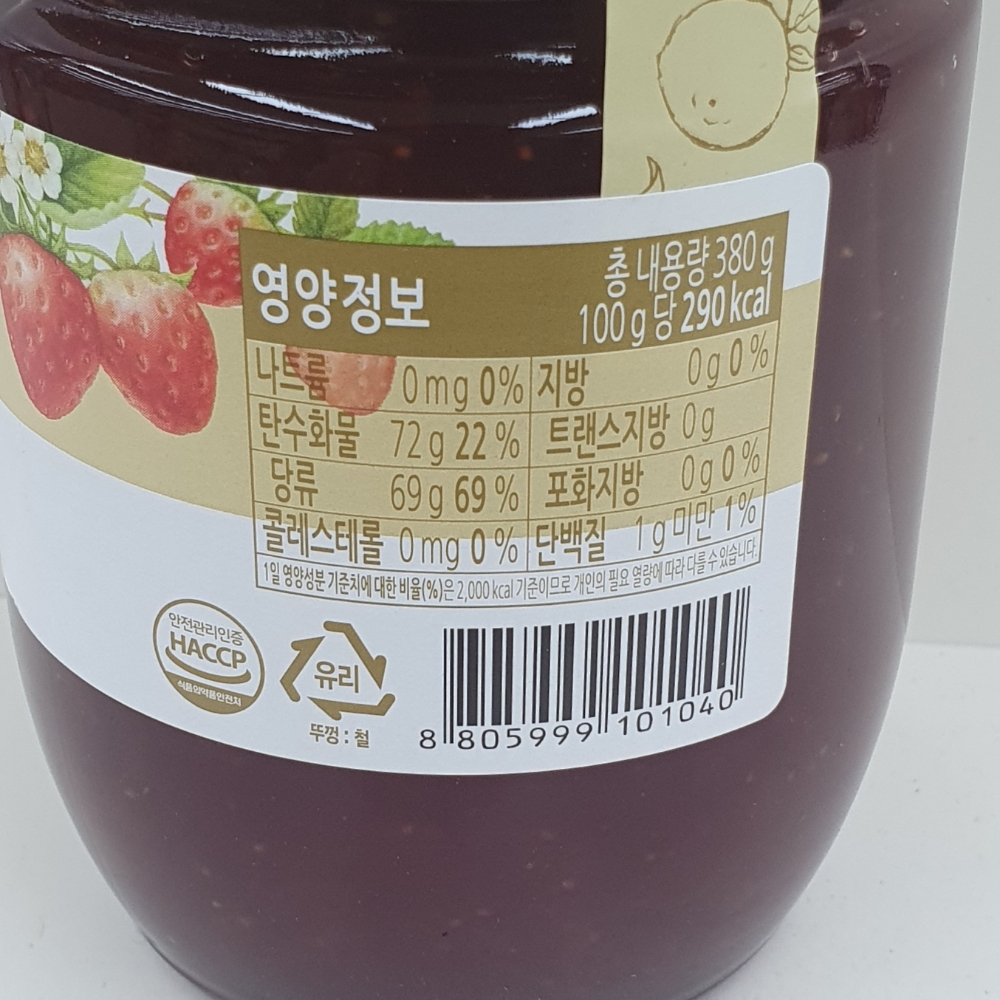 영양정보
총 내용량 380 g
100 g 당 290 kcal
나트륨 0 mg 0% 지방 0 g 0 %
탄수화물 72 g 22 % 트랜스지방 0 g
당류 69 g 69 % 포화지방 0 g 0 %
콜레스테롤 0 mg 0 % 단백질 1 g 미만 1 %
1일 영양성분 기준치에 대한 비율(%)은 2,000 kcal 기준이므로 개인의 필요 열량에 따라 다를 수 있습니다.
안전관리인증
HACCP
식품의약품안전처
유리
뚜껑 : 철
8 805999 101040